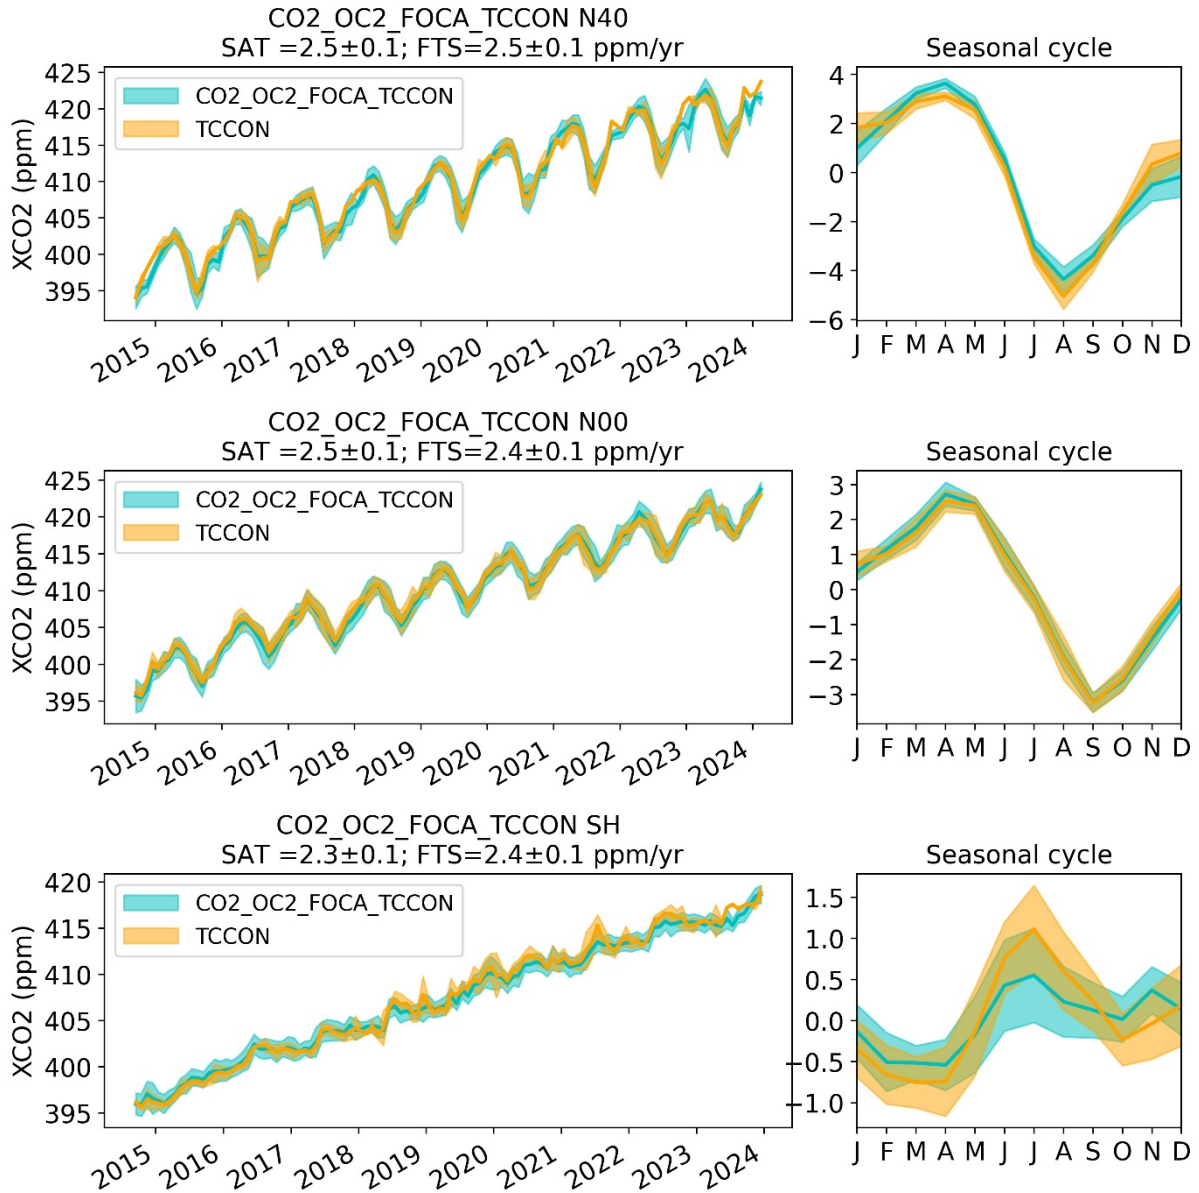 CO2_OC2_FOCA_TCCON N40
SAT =2.5±0.1; FTS=2.5±0.1 ppm/yr
Seasonal cycle
CO2_OC2_FOCA_TCCON
TCCON
XCO2 (ppm)
425
420
415
410
405
400
395
2015 2016 2017 2018 2019 2020 2021 2022 2023 2024
4
2
0
−2
−4
−6
J F M A M J J A S O N D
CO2_OC2_FOCA_TCCON N00
SAT =2.5±0.1; FTS=2.4±0.1 ppm/yr
Seasonal cycle
CO2_OC2_FOCA_TCCON
TCCON
XCO2 (ppm)
425
420
415
410
405
400
395
2015 2016 2017 2018 2019 2020 2021 2022 2023 2024
3
2
1
0
−1
−2
−3
J F M A M J J A S O N D
CO2_OC2_FOCA_TCCON SH
SAT =2.3±0.1; FTS=2.4±0.1 ppm/yr
Seasonal cycle
CO2_OC2_FOCA_TCCON
TCCON
XCO2 (ppm)
420
415
410
405
400
395
2015 2016 2017 2018 2019 2020 2021 2022 2023 2024
1.5
1.0
0.5
0.0
−0.5
−1.0
J F M A M J J A S O N D